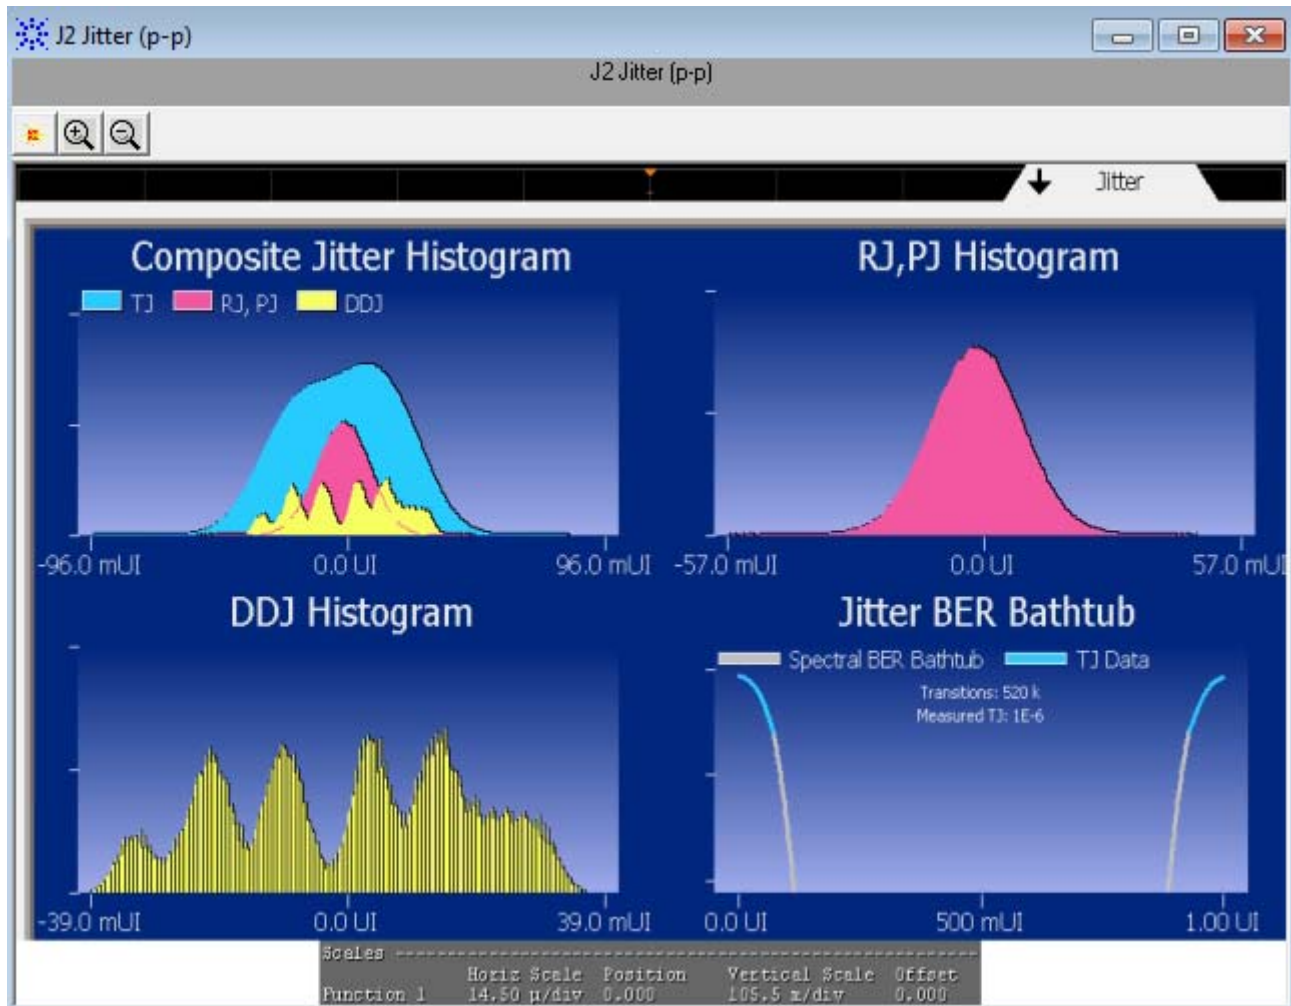 J2 Jitter (p-p)
J2 Jitter (p-p)
Jitter
Composite Jitter Histogram
TJ RJ, PJ DDJ
-96.0 mUI 0.0 UI 96.0 mUI
RJ,PJ Histogram
-57.0 mUI 0.0 UI 57.0 mUI
DDJ Histogram
-39.0 mUI 0.0 UI 39.0 mUI
Jitter BER Bathtub
Spectral BER Bathtub TJ Data
Transitions: 520 k
Measured TJ: 1E-6
0.0 UI 500 mUI 1.00 UI
Scales
Horiz Scale Position Vertical Scale Offset
Function 1 14.50 µ/div 0.000 105.5 m/div 0.000